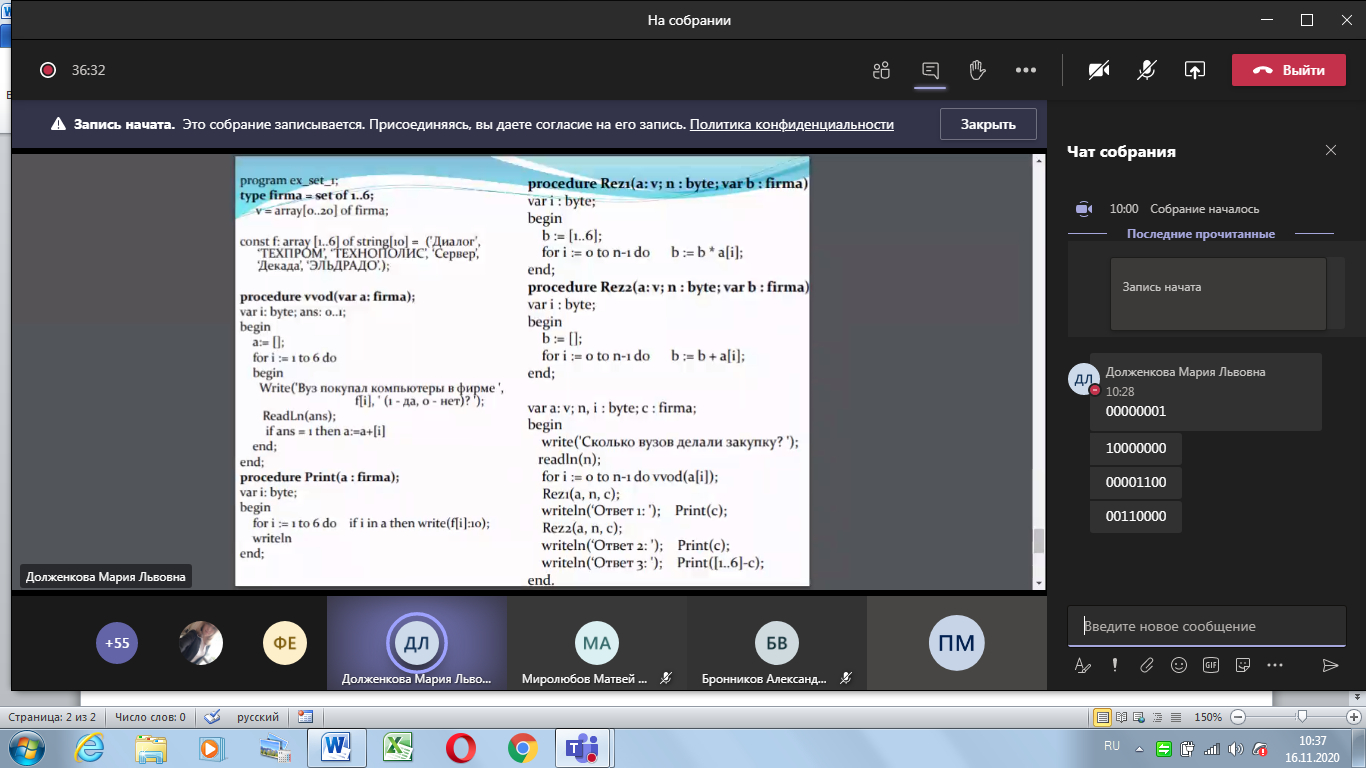 На собрании
36:32
Выйти
Запись начата. Это собрание записывается. Присоединяясь, вы даете согласие на его запись. Политика конфиденциальности
Закрыть
program ex_set_1;
type firma = set of 1..6;
v = array[0..20] of firma;
const f: array [1..6] of string[10] = ('Диалог',
'ТЕХПРОМ', 'ТЕХНОПОЛИС', 'Сервер',
'Декада', 'ЭЛЬДРАДО'.);
procedure vvod(var a: firma);
var i: byte; ans: 0..1;
begin
a:= [];
for i := 1 to 6 do
begin
Write('Вуз покупал компьютеры в фирме ',
f[i], ' (1 - да, 0 - нет)? ');
ReadLn(ans);
if ans = 1 then a:=a+[i]
end;
end;
procedure Print(a : firma);
var i: byte;
begin
for i := 1 to 6 do if i in a then write(f[i]:10);
writeln
end;
procedure Rez1(a: v; n : byte; var b : firma)
var i : byte;
begin
b := [1..6];
for i := 0 to n-1 do b := b * a[i];
end;
procedure Rez2(a: v; n : byte; var b : firma)
var i : byte;
begin
b := [];
for i := 0 to n-1 do b := b + a[i];
end;
var a: v; n, i : byte; c : firma;
begin
write('Сколько вузов делали закупку? ');
readln(n);
for i := 0 to n-1 do vvod(a[i]);
Rez1(a, n, c);
writeln('Ответ 1: '); Print(c);
Rez2(a, n, c);
writeln('Ответ 2: '); Print(c);
writeln('Ответ 3: '); Print([1..6]-c);
end.
Долженкова Мария Львовна
+55
ФЕ
ДЛ
Долженкова Мария Льво...
МА
Миролюбов Матвей ...
БВ
Бронников Александ...
ПМ
Чат собрания
10:00 Собрание началось
Последние прочитанные
Запись начата
ДЛ
Долженкова Мария Львовна
10:28
00000001
10000000
00001100
00110000
Введите новое сообщение
GIF
Страница: 2 из 2
Число слов: 0
русский
150%
RU
10:37
16.11.2020